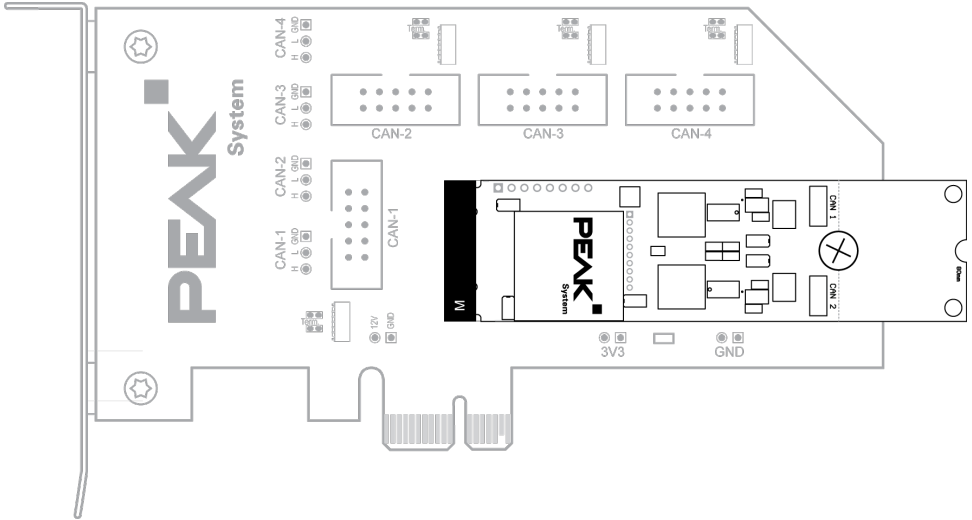 CAN-4
H L GND
Term.
Term.
Term.
CAN-3
H L GND
CAN-2
CAN-3
CAN-4
PEAK
System
CAN-2
H L GND
CAN-1
CAN-1
H L GND
M
PEAK
System
CAN 1
CAN 2
80mm
Term.
12V
GND
3V3
GND